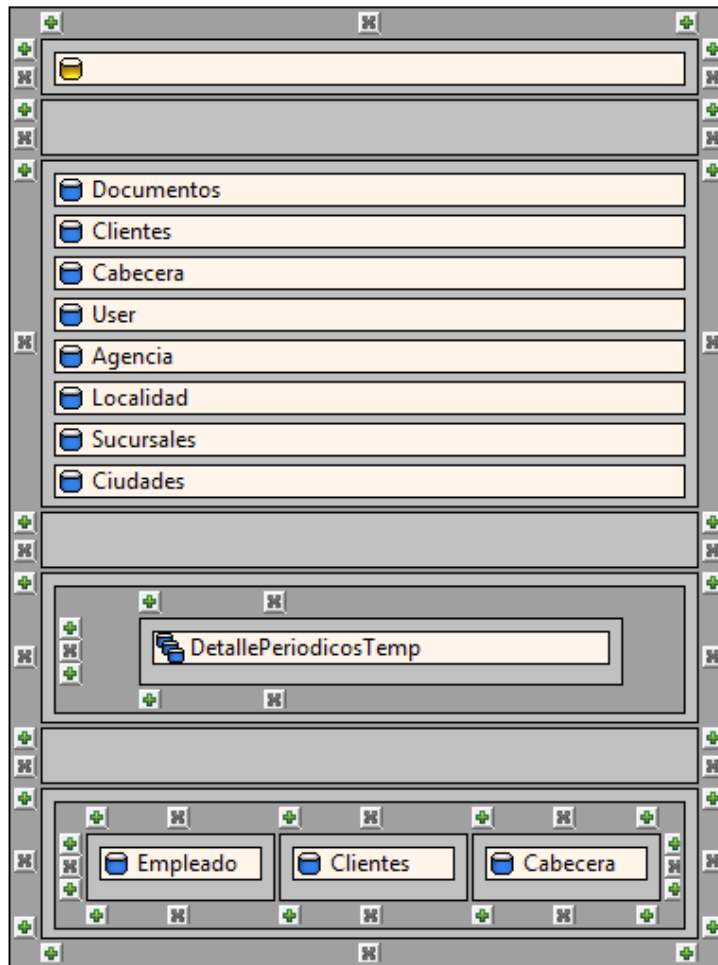 Documentos
Clientes
Cabecera
User
Agencia
Localidad
Sucursales
Ciudades
DetallePeriodicosTemp
Empleado Clientes Cabecera